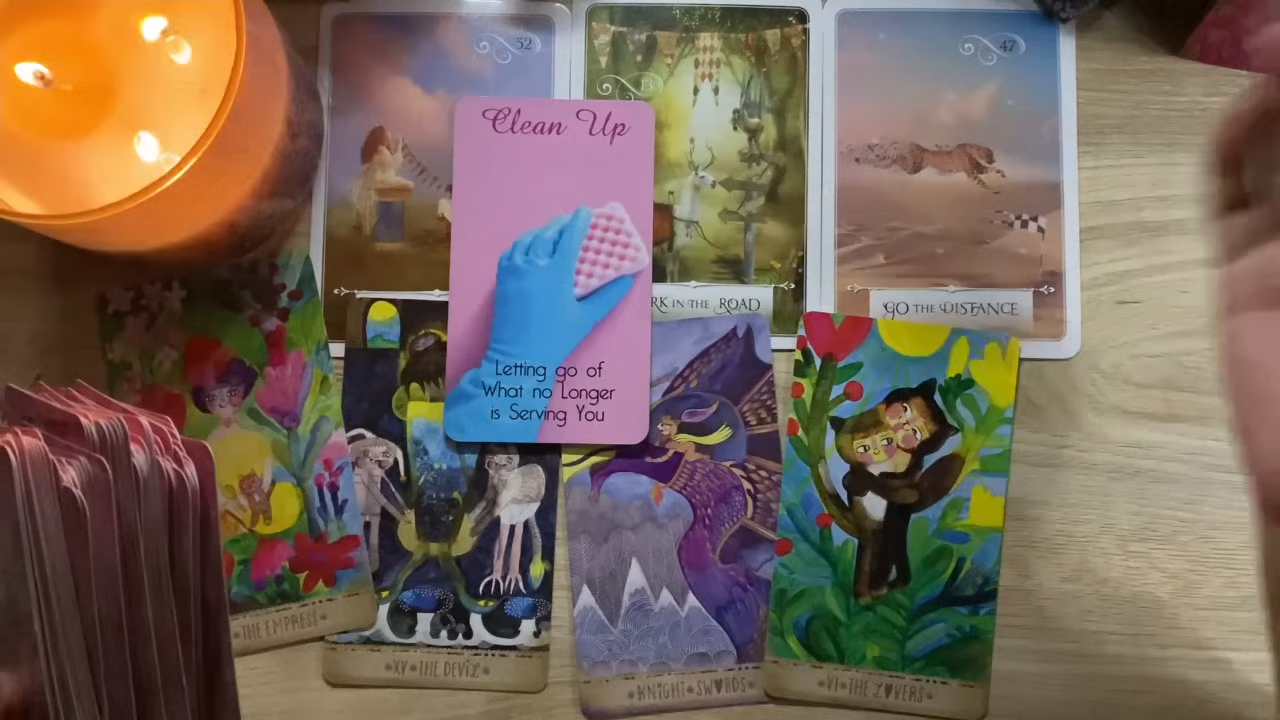 52
13
47
Clean Up
RK IN THE ROAD
GO THE DISTANCE
Letting go of
What no Longer
is Serving You
THE EMPRESS
XV THE DEVIL
KNIGHT SWORDS
VI THE LOVERS